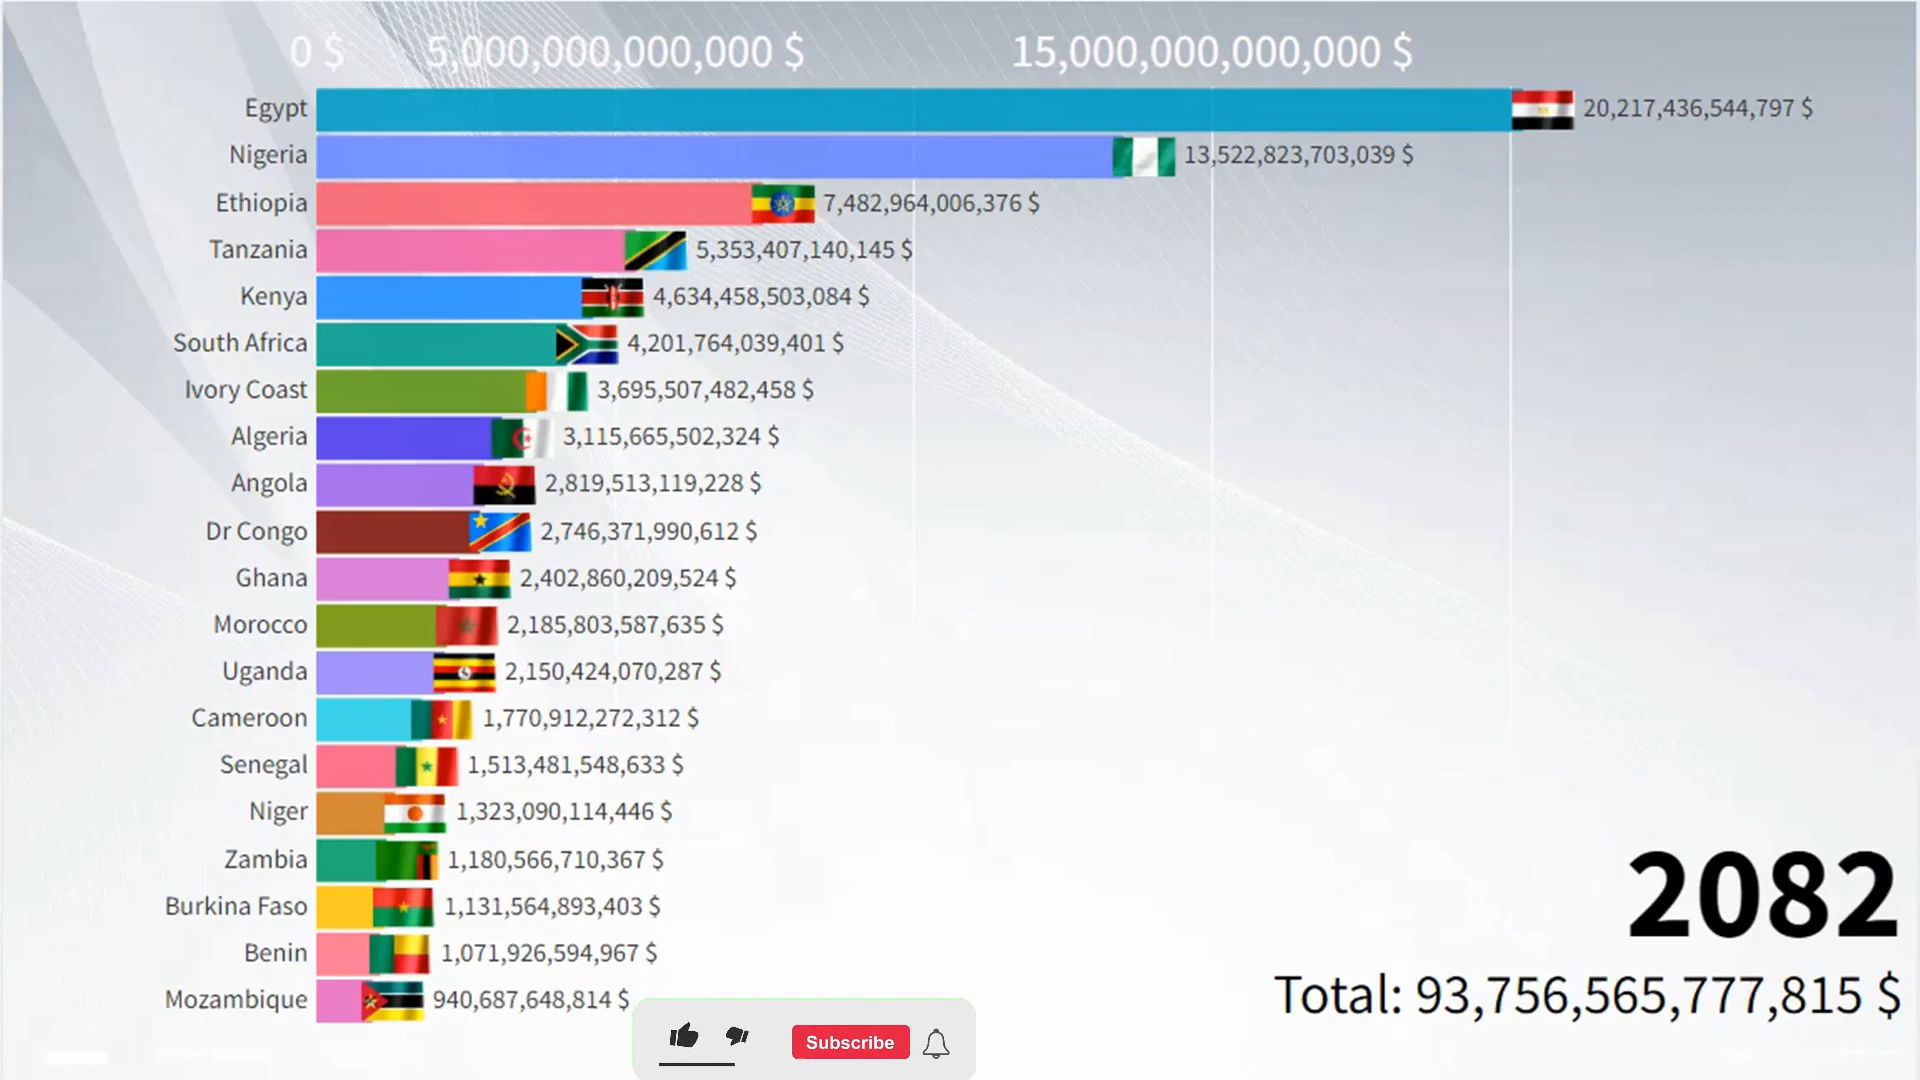 0 $ 5,000,000,000,000 $ 15,000,000,000,000 $
Egypt 20,217,436,544,797 $
Nigeria 13,522,823,703,039 $
Ethiopia 7,482,964,006,376 $
Tanzania 5,353,407,140,145 $
Kenya 4,634,458,503,084 $
South Africa 4,201,764,039,401 $
Ivory Coast 3,695,507,482,458 $
Algeria 3,115,665,502,324 $
Angola 2,819,513,119,228 $
Dr Congo 2,746,371,990,612 $
Ghana 2,402,860,209,524 $
Morocco 2,185,803,587,635 $
Uganda 2,150,424,070,287 $
Cameroon 1,770,912,272,312 $
Senegal 1,513,481,548,633 $
Niger 1,323,090,114,446 $
Zambia 1,180,566,710,367 $
Burkina Faso 1,131,564,893,403 $
Benin 1,071,926,594,967 $
Mozambique 940,687,648,814 $
2082
Total: 93,756,565,777,815 $
Subscribe